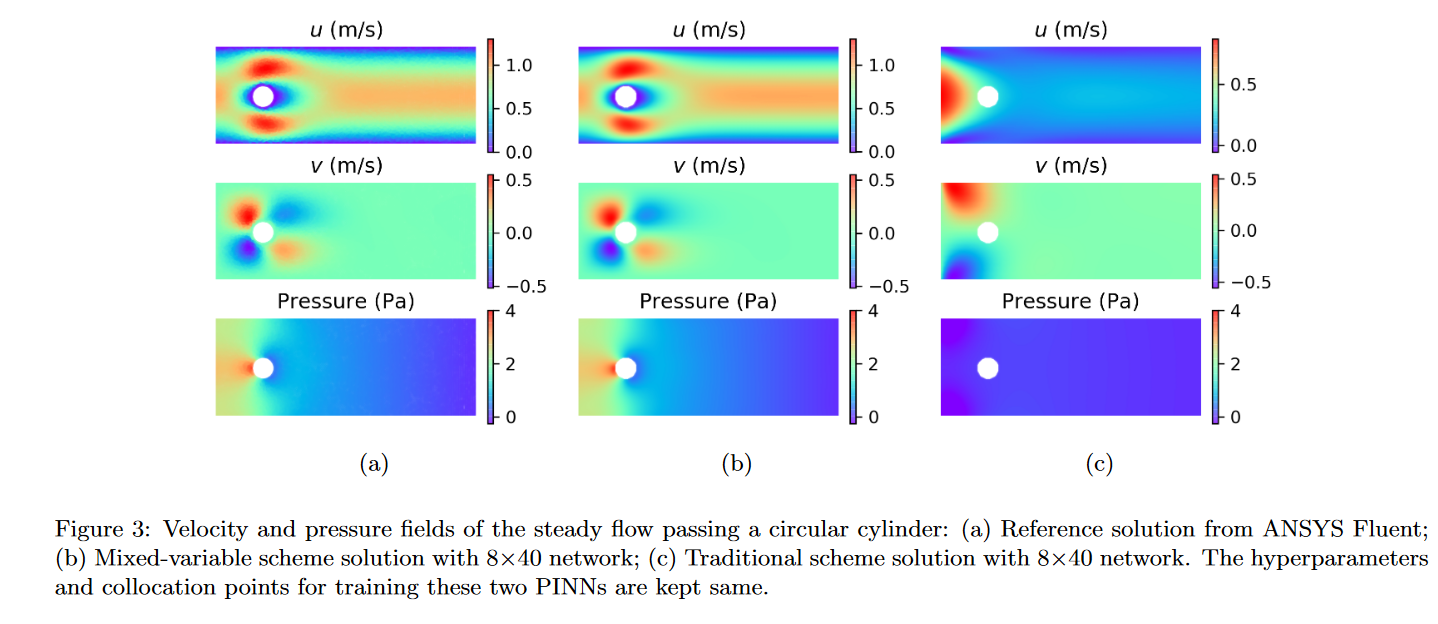 u (m/s)
1.0
0.5
0.0
u (m/s)
1.0
0.5
0.0
u (m/s)
0.5
0.0
v (m/s)
0.5
0.0
−0.5
v (m/s)
0.5
0.0
−0.5
v (m/s)
0.5
0.0
−0.5
Pressure (Pa)
4
2
0
Pressure (Pa)
4
2
0
Pressure (Pa)
4
2
0
(a)
(b)
(c)
Figure 3: Velocity and pressure fields of the steady flow passing a circular cylinder: (a) Reference solution from ANSYS Fluent;
(b) Mixed-variable scheme solution with 8×40 network; (c) Traditional scheme solution with 8×40 network. The hyperparameters
and collocation points for training these two PINNs are kept same.